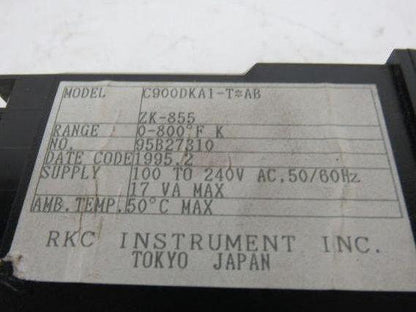 MODEL C900DKA1-T*AB
ZK-855
RANGE 0-800°F K
NO. 95B27310
DATE CODE 1995.2
SUPPLY 100 TO 240V AC,50/60Hz
17 VA MAX
AMB.TEMP. 50°C MAX
RKC INSTRUMENT INC.
TOKYO JAPAN